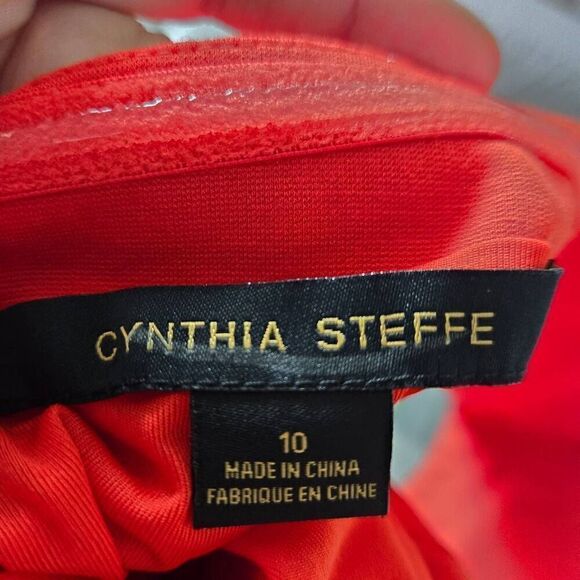 CYNTHIA STEFFE
10
MADE IN CHINA
FABRIQUE EN CHINE